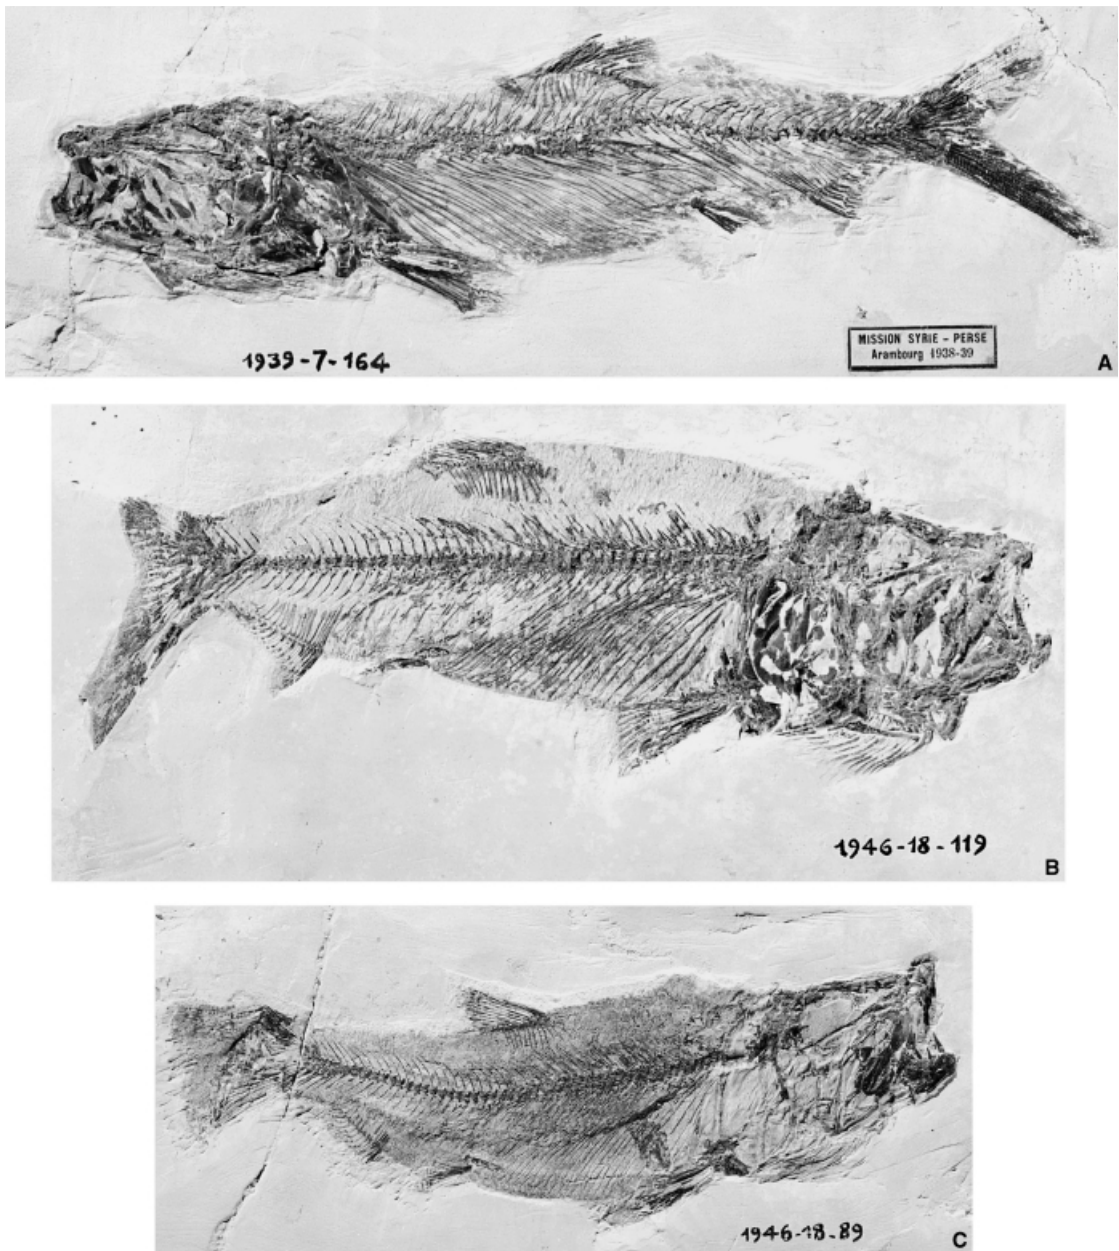 1939-7-164
MISSION SYRIE - PERSE
Arambourg 1938-39
A
1946-18-119
B
1946-18-89
C